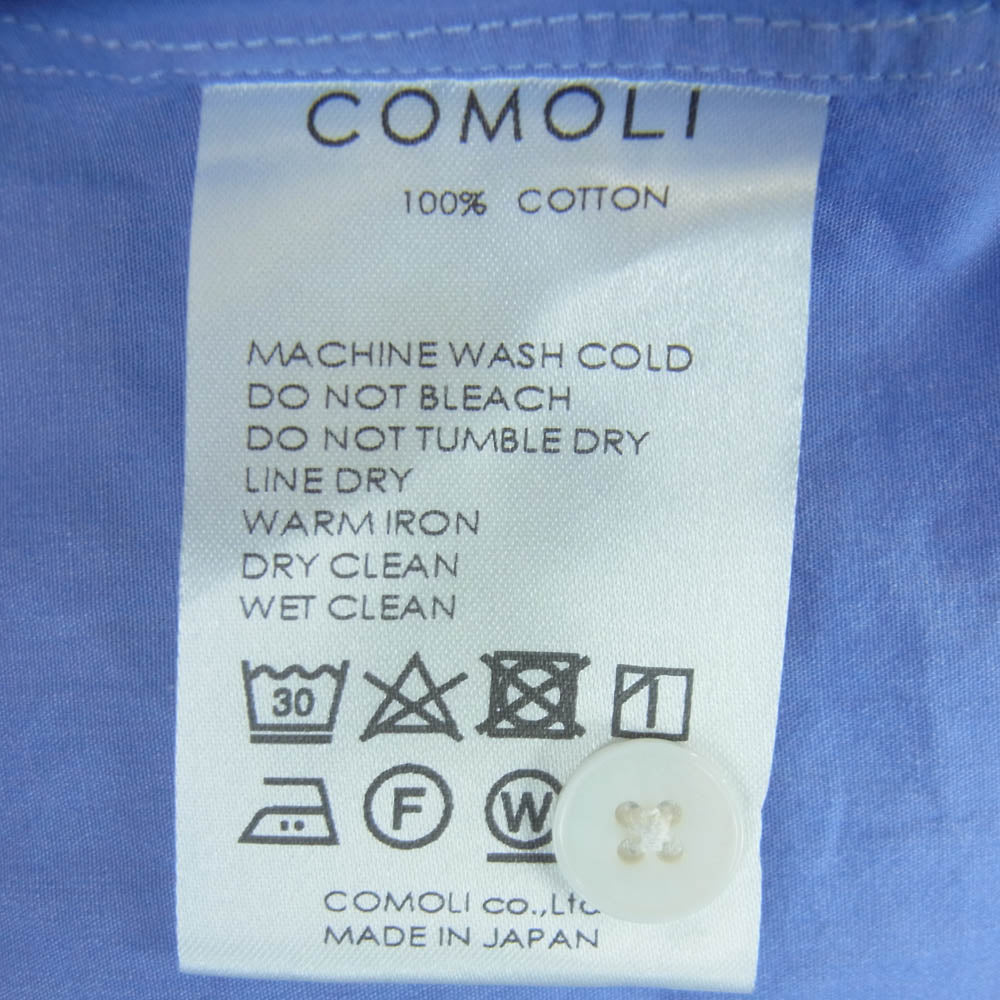 COMOLI
100% COTTON
MACHINE WASH COLD
DO NOT BLEACH
DO NOT TUMBLE DRY
LINE DRY
WARM IRON
DRY CLEAN
WET CLEAN
30
F W
COMOLI co.,Ltd
MADE IN JAPAN